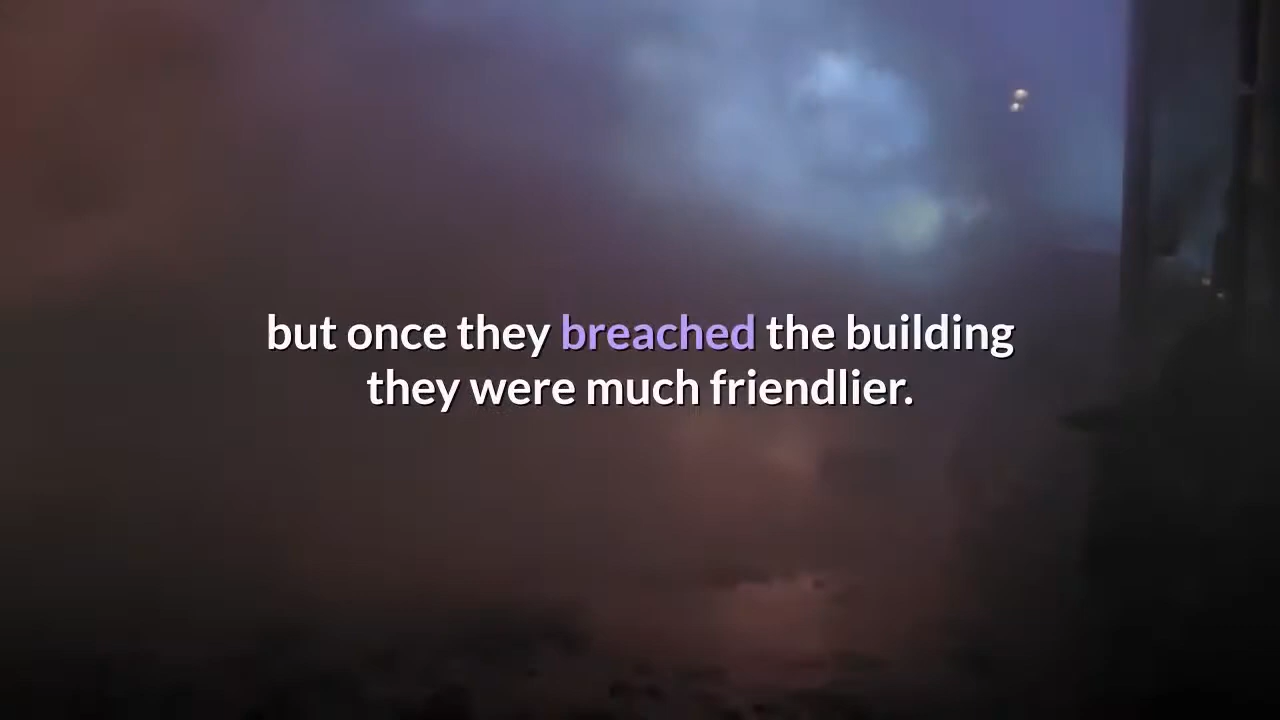 but once they breached the building
they were much friendlier.